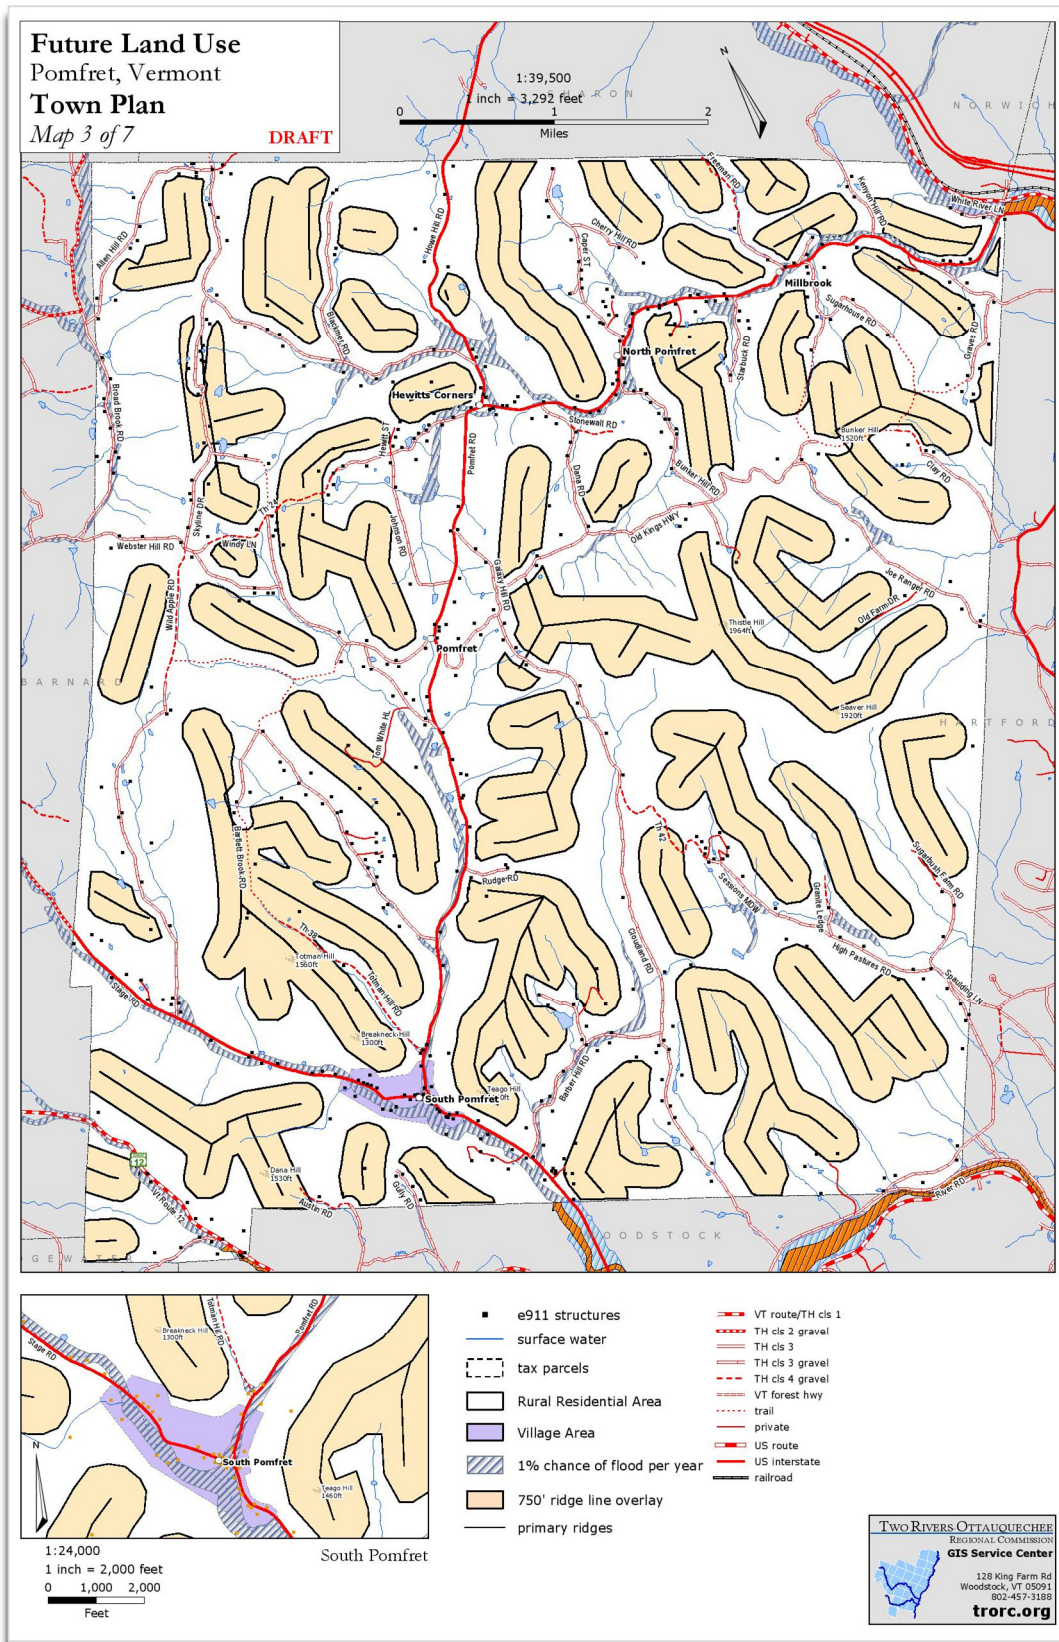 Future Land Use
Pomfret, Vermont
Town Plan
Map 3 of 7
DRAFT
1:39,500
1 inch = 3,292 feet
0 1 2
Miles
N
SHARON
NORWICH
BARNARD
HARTFORD
Allen Hill RD
Howe Hill RD
Blackmer RD
Caper ST
Cherry Hill RD
Freeman RD
Kenyon Hill RD
White River LN
Millbrook
Sugarhouse RD
Graves RD
North Pomfret
Starbuck RD
Hewitts Corners
Broad Brook RD
Hewitt ST
Pomfret RD
Stonewall RD
Bunker Hill
1520ft
Clay RD
Bunker Hill RD
Dana RD
Skyline DR
Th 24
Windy LN
Webster Hill RD
Johnson RD
Old Kings HWY
Galaxy Hill RD
Joe Ranger RD
Old Farm DR
Wild Apple RD
Thistle Hill
1964ft
Pomfret
Seaver Hill
1920ft
Tom White HL
Bartlett Brook RD
Th 42
Rudge RD
Sessions MDW
Granite Ledge
Sugarbush Farm RD
Th 38
Totman Hill
1560ft
Totman Hill RD
Cloudland RD
High Pastures RD
Spaulding LN
Stage RD
Breakneck Hill
1300ft
Barber Hill RD
Teago Hill
South Pomfret
12
VT Route 12
Dana Hill
1530ft
Austin RD
Gully RD
River RD
Stage RD
Breakneck Hill
1300ft
Totman Hill RD
Pomfret RD
N
South Pomfret
Teago Hill
1460ft
South Pomfret
1:24,000
1 inch = 2,000 feet
0 1,000 2,000
Feet
e911 structures
surface water
tax parcels
Rural Residential Area
Village Area
1% chance of flood per year
750' ridge line overlay
primary ridges
VT route/TH cls 1
TH cls 2 gravel
TH cls 3
TH cls 3 gravel
TH cls 4 gravel
VT forest hwy
trail
private
US route
US interstate
railroad
TWO RIVERS-OTTAUQUECHEE
REGIONAL COMMISSION
GIS Service Center
128 King Farm Rd
Woodstock, VT 05091
802-457-3188
trorc.org